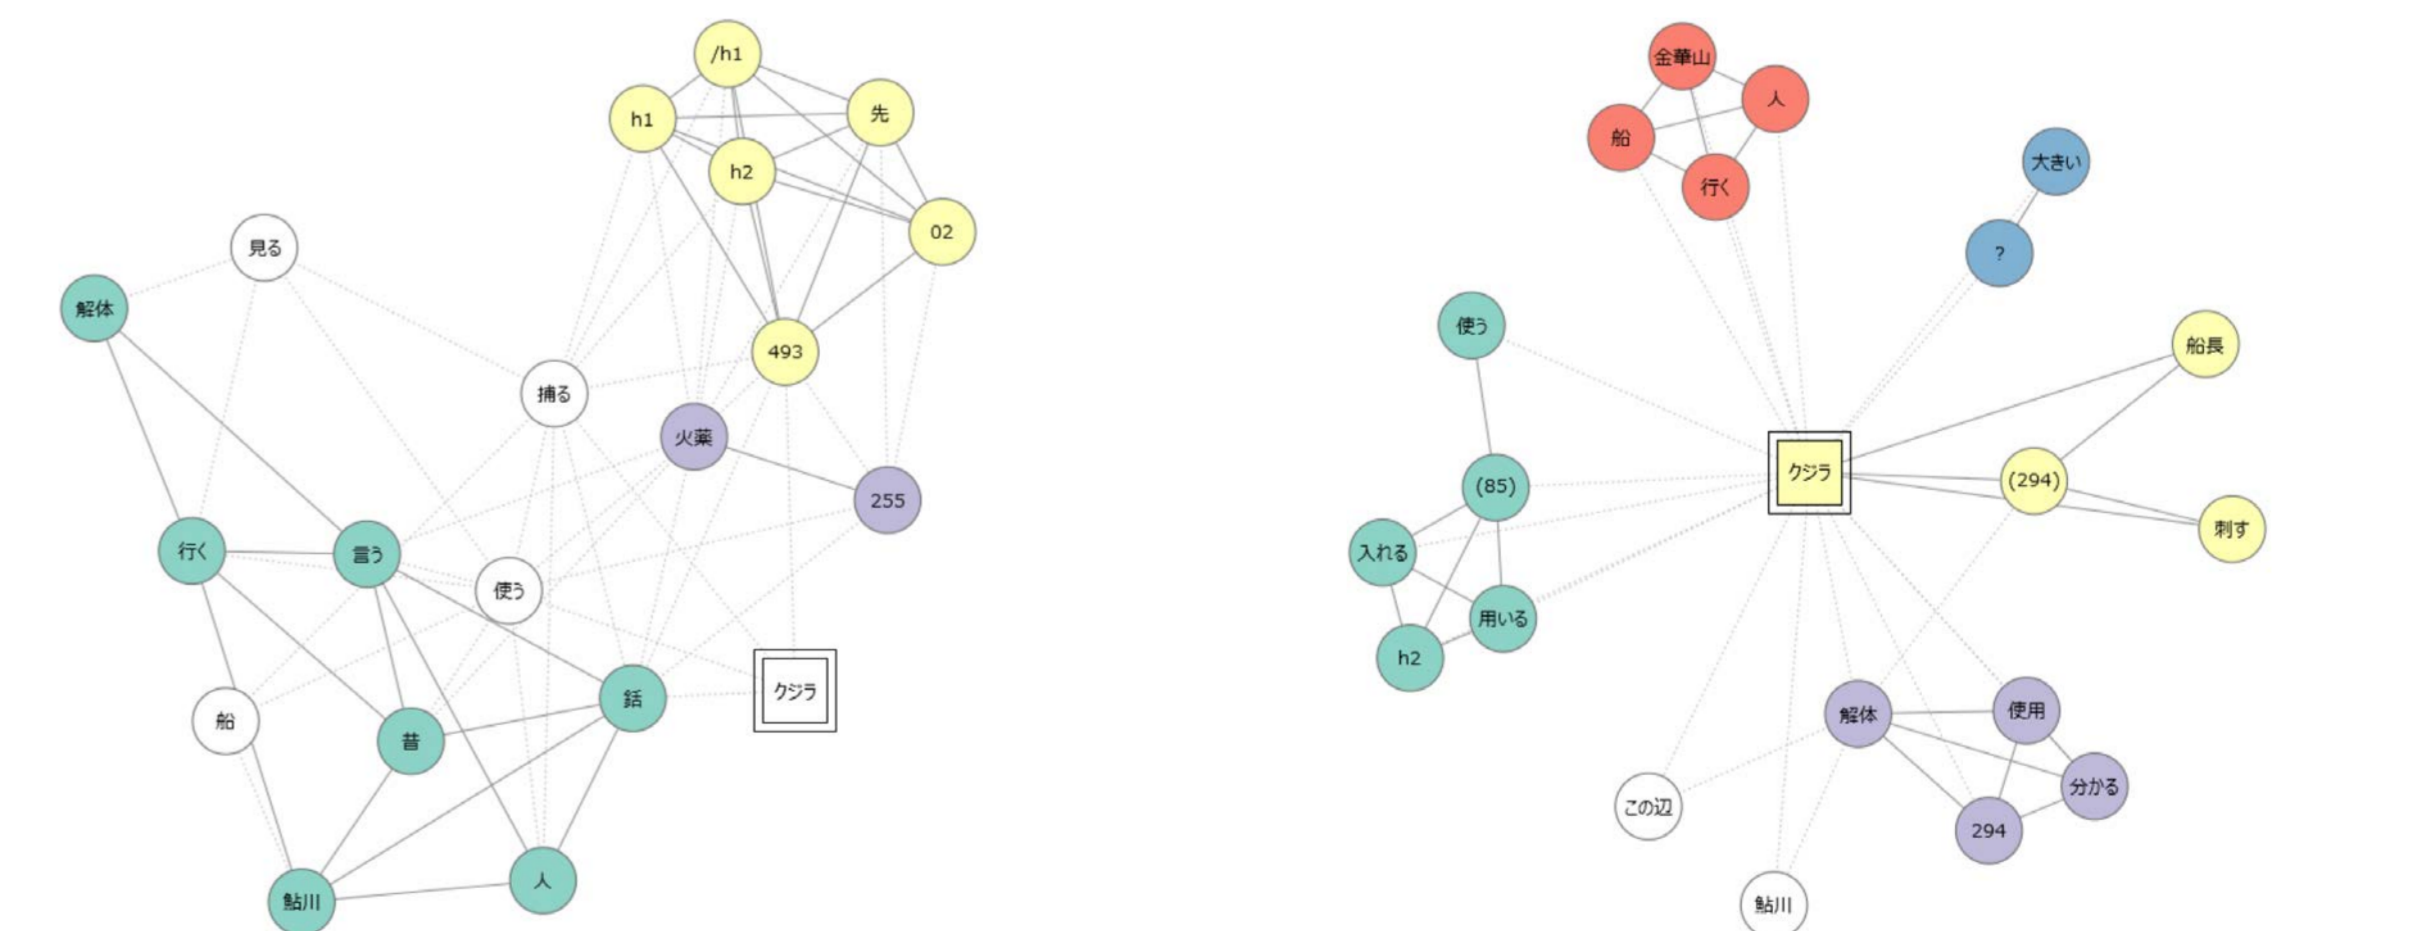 /h1
h1
先
h2
02
見る
解体
493
捕る
火薬
255
行く
言う
使う
クジラ
銛
船
昔
鮎川
人
金華山
人
船
行く
大きい
?
使う
船長
クジラ
(85)
(294)
刺す
入れる
用いる
h2
解体
使用
分かる
この辺
294
鮎川